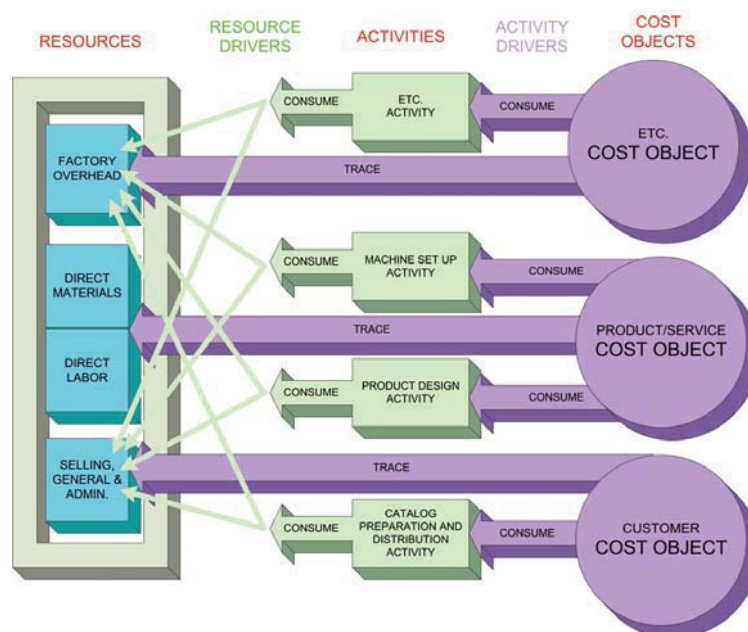 RESOURCES
RESOURCE
DRIVERS
ACTIVITIES
ACTIVITY
DRIVERS
COST
OBJECTS
CONSUME
ETC.
ACTIVITY
CONSUME
ETC.
COST OBJECT
FACTORY
OVERHEAD
TRACE
CONSUME
MACHINE SET UP
ACTIVITY
CONSUME
DIRECT
MATERIALS
TRACE
PRODUCT/SERVICE
COST OBJECT
DIRECT
LABOR
CONSUME
PRODUCT DESIGN
ACTIVITY
CONSUME
SELLING,
GENERAL &
ADMIN.
TRACE
CONSUME
CATALOG
PREPARATION AND
DISTRIBUTION
ACTIVITY
CONSUME
CUSTOMER
COST OBJECT